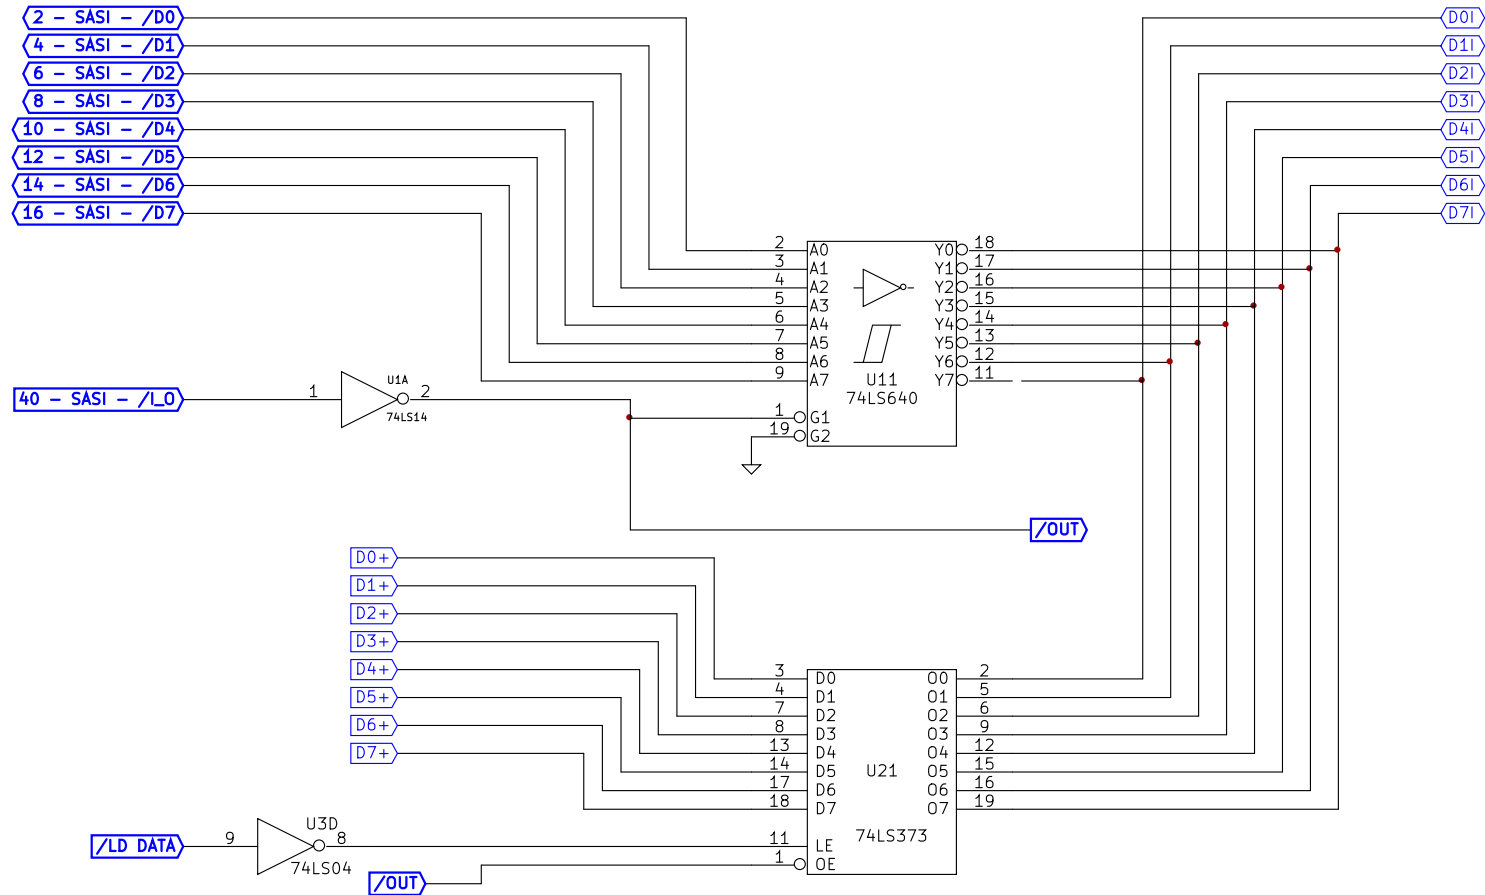 2 - SASI - /D0
D0I
4 - SASI - /D1
D1I
6 - SASI - /D2
D2I
8 - SASI - /D3
D3I
10 - SASI - /D4
D4I
12 - SASI - /D5
D5I
14 - SASI - /D6
D6I
16 - SASI - /D7
D7I
2 A0 Y0 18
3 A1 Y1 17
4 A2 Y2 16
5 A3 Y3 15
6 A4 Y4 14
7 A5 Y5 13
8 A6 Y6 12
9 A7 Y7 11
U11
74LS640
1 G1
19 G2
40 - SASI - /I_O
1 U1A 2
74LS14
/OUT
D0+
D1+
D2+
D3+
D4+
D5+
D6+
D7+
3 D0 O0 2
4 D1 O1 5
7 D2 O2 6
8 D3 O3 9
13 D4 O4 12
14 D5 O5 15
17 D6 O6 16
18 D7 O7 19
U21
74LS373
11 LE
1 OE
/LD DATA
9 U3D 8
74LS04
/OUT